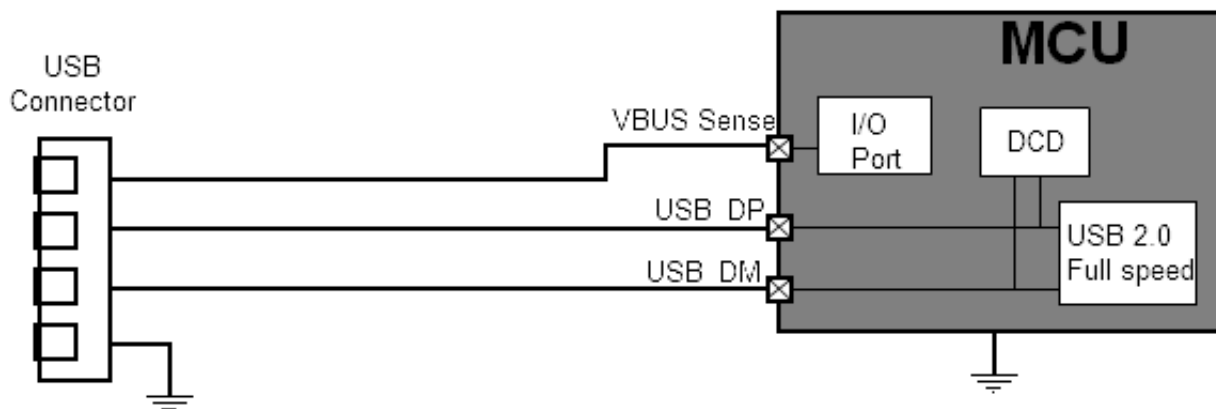 MCU
USB
Connector
VBUS Sense
I/O
Port
DCD
USB DP
USB 2.0
Full speed
USB DM